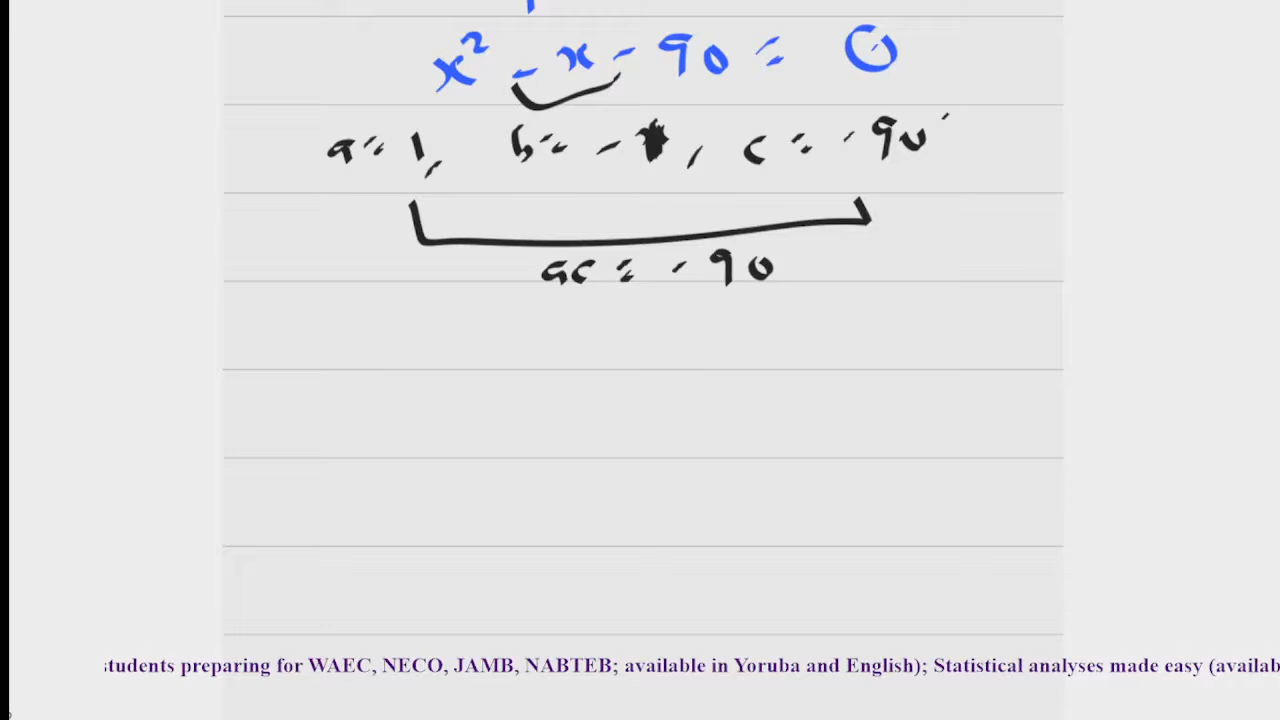 x² - x - 90 = 0
a = 1, b = -1, c = -90
ac = -90
students preparing for WAEC, NECO, JAMB, NABTEB; available in Yoruba and English); Statistical analyses made easy (availab